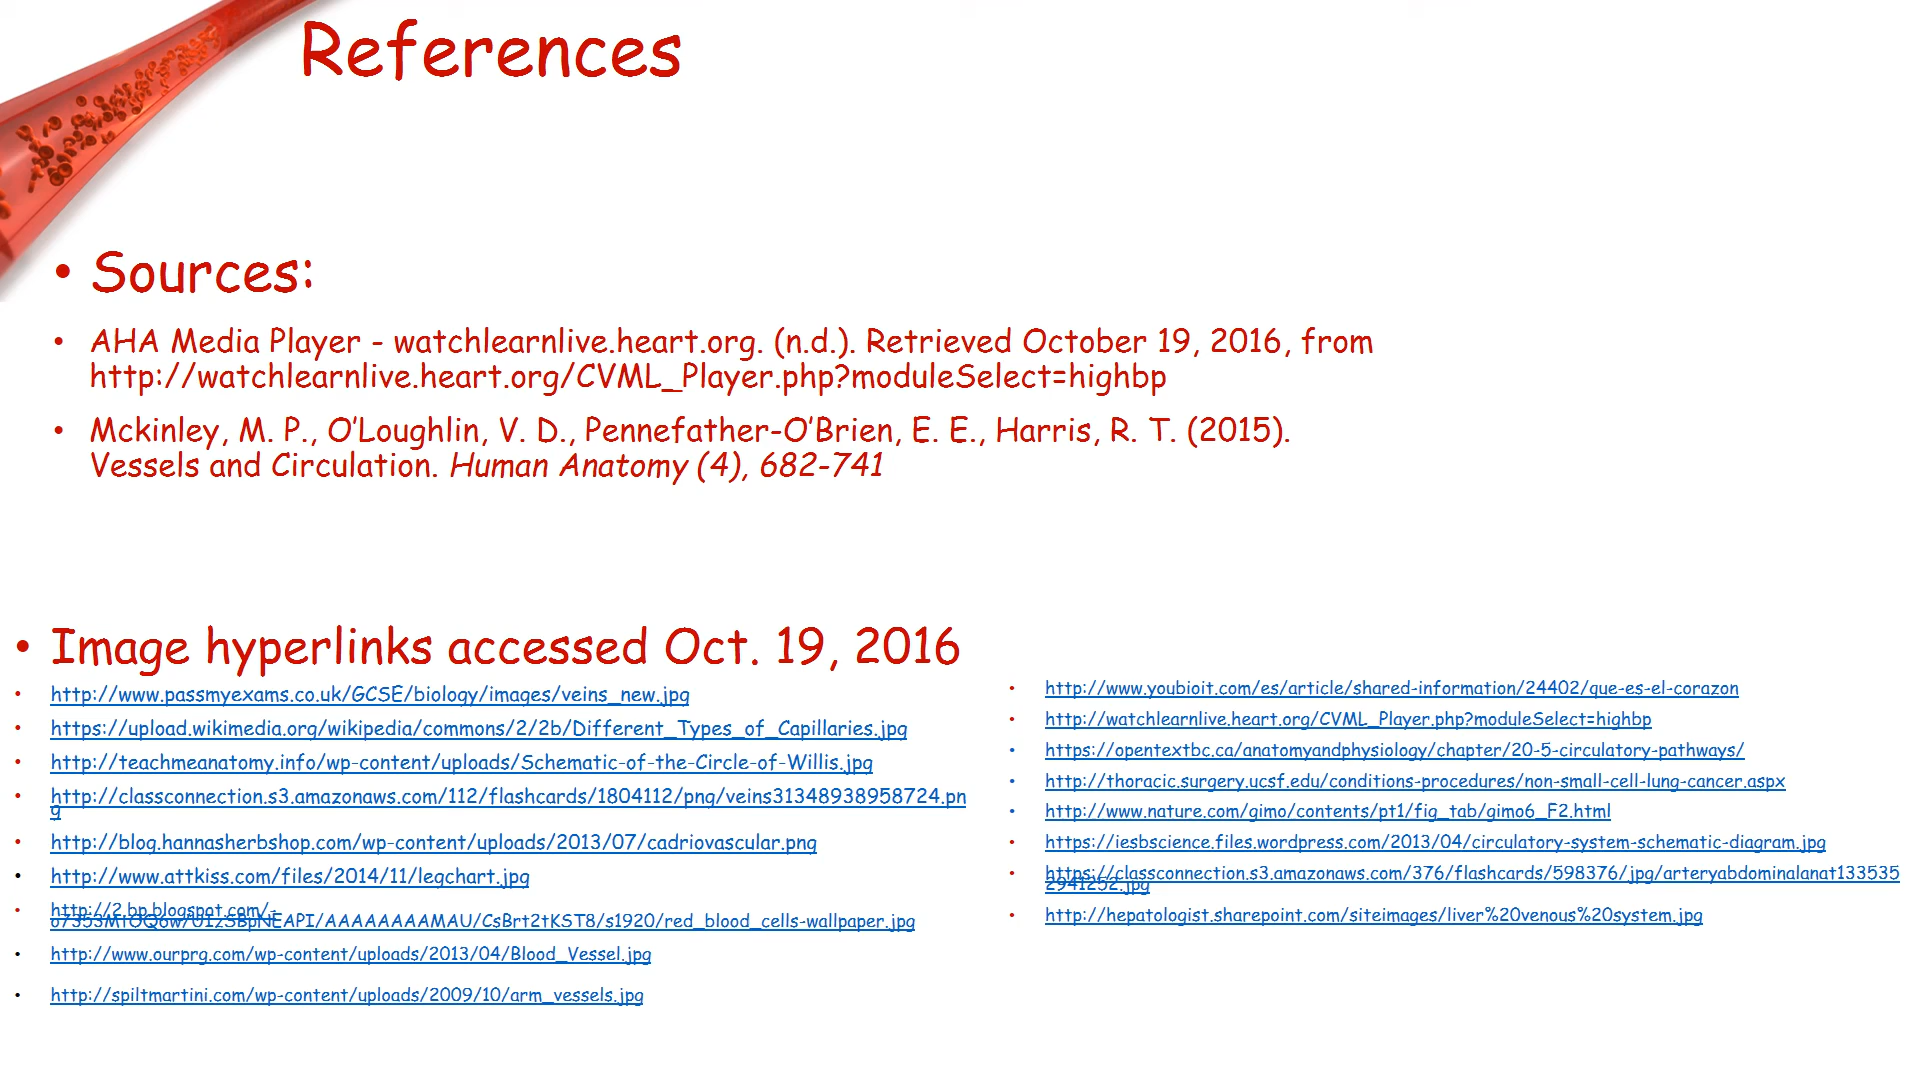 References
• Sources:
• AHA Media Player - watchlearnlive.heart.org. (n.d.). Retrieved October 19, 2016, from
http://watchlearnlive.heart.org/CVML_Player.php?moduleSelect=highbp
• Mckinley, M. P., O’Loughlin, V. D., Pennefather-O’Brien, E. E., Harris, R. T. (2015).
Vessels and Circulation. Human Anatomy (4), 682-741
• Image hyperlinks accessed Oct. 19, 2016
• http://www.passmyexams.co.uk/GCSE/biology/images/veins_new.jpg
• https://upload.wikimedia.org/wikipedia/commons/2/2b/Different_Types_of_Capillaries.jpg
• http://teachmeanatomy.info/wp-content/uploads/Schematic-of-the-Circle-of-Willis.jpg
• http://classconnection.s3.amazonaws.com/112/flashcards/1804112/png/veins31348938958724.pn
g
• http://blog.hannasherbshop.com/wp-content/uploads/2013/07/cadriovascular.png
• http://www.attkiss.com/files/2014/11/legchart.jpg
• http://2.bp.blogspot.com/-
EAPI/AAAAAAAAMAU/CsBrt2tKST8/s1920/red_blood_cells-wallpaper.jpg
• http://www.ourprg.com/wp-content/uploads/2013/04/Blood_Vessel.jpg
• http://spiltmartini.com/wp-content/uploads/2009/10/arm_vessels.jpg
• http://www.youbioit.com/es/article/shared-information/24402/que-es-el-corazon
• http://watchlearnlive.heart.org/CVML_Player.php?moduleSelect=highbp
• https://opentextbc.ca/anatomyandphysiology/chapter/20-5-circulatory-pathways/
• http://thoracic.surgery.ucsf.edu/conditions-procedures/non-small-cell-lung-cancer.aspx
• http://www.nature.com/gimo/contents/pt1/fig_tab/gimo6_F2.html
• https://iesbscience.files.wordpress.com/2013/04/circulatory-system-schematic-diagram.jpg
• https://classconnection.s3.amazonaws.com/376/flashcards/598376/jpg/arteryabdominalanat133535
2941252.jpg
• http://hepatologist.sharepoint.com/siteimages/liver%20venous%20system.jpg